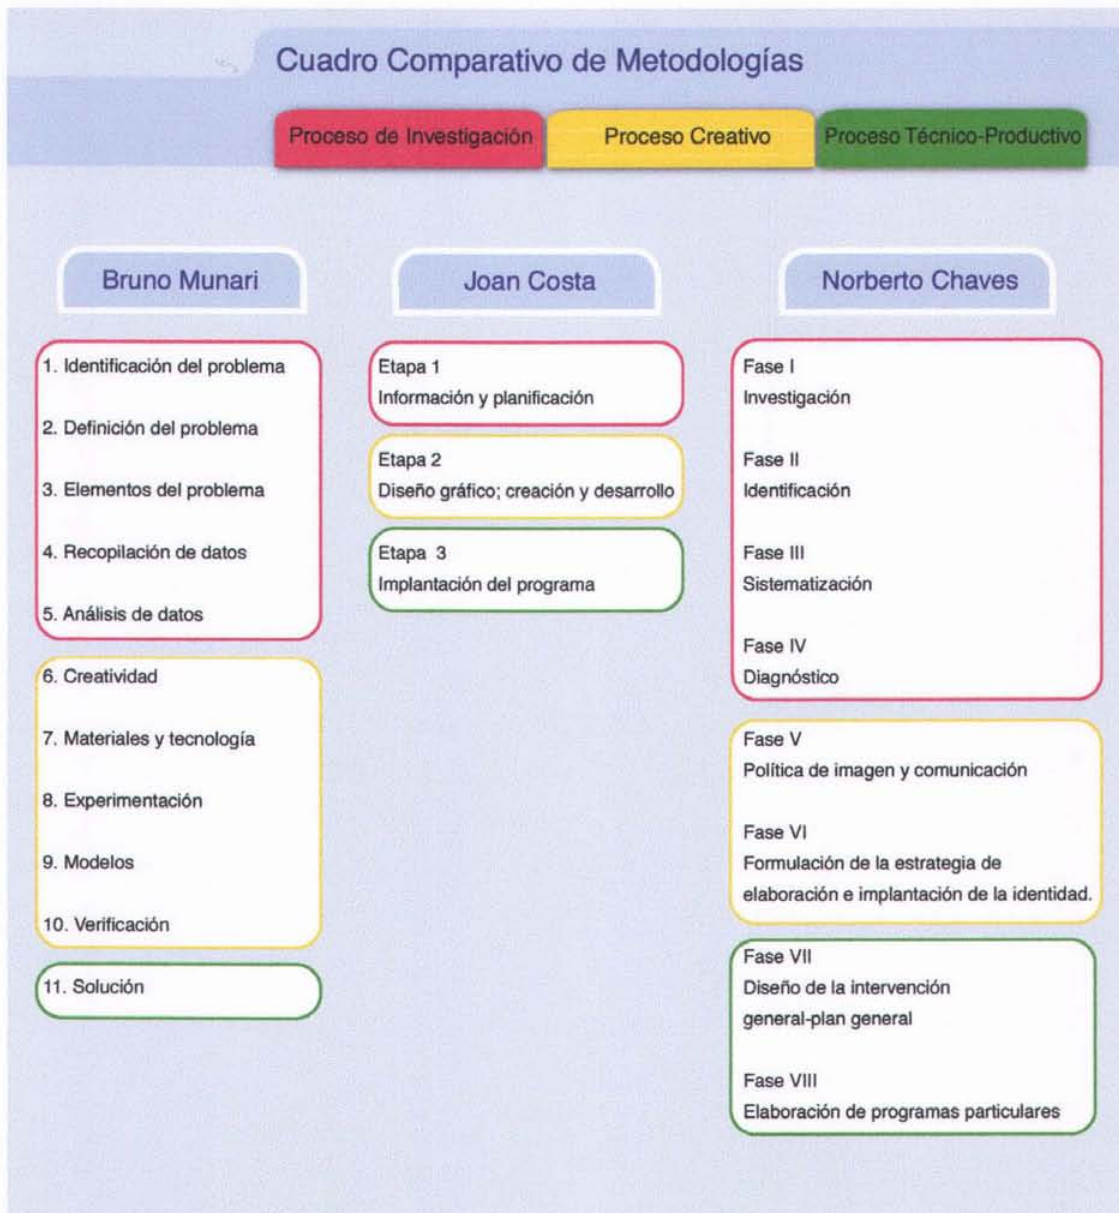 Cuadro Comparativo de Metodologías
Proceso de Investigación
Proceso Creativo
Proceso Técnico-Productivo
Bruno Munari
1. Identificación del problema
2. Definición del problema
3. Elementos del problema
4. Recopilación de datos
5. Análisis de datos
6. Creatividad
7. Materiales y tecnología
8. Experimentación
9. Modelos
10. Verificación
11. Solución
Joan Costa
Etapa 1
Información y planificación
Etapa 2
Diseño gráfico; creación y desarrollo
Etapa 3
Implantación del programa
Norberto Chaves
Fase I
Investigación
Fase II
Identificación
Fase III
Sistematización
Fase IV
Diagnóstico
Fase V
Política de imagen y comunicación
Fase VI
Formulación de la estrategia de
elaboración e implantación de la identidad.
Fase VII
Diseño de la intervención
general-plan general
Fase VIII
Elaboración de programas particulares